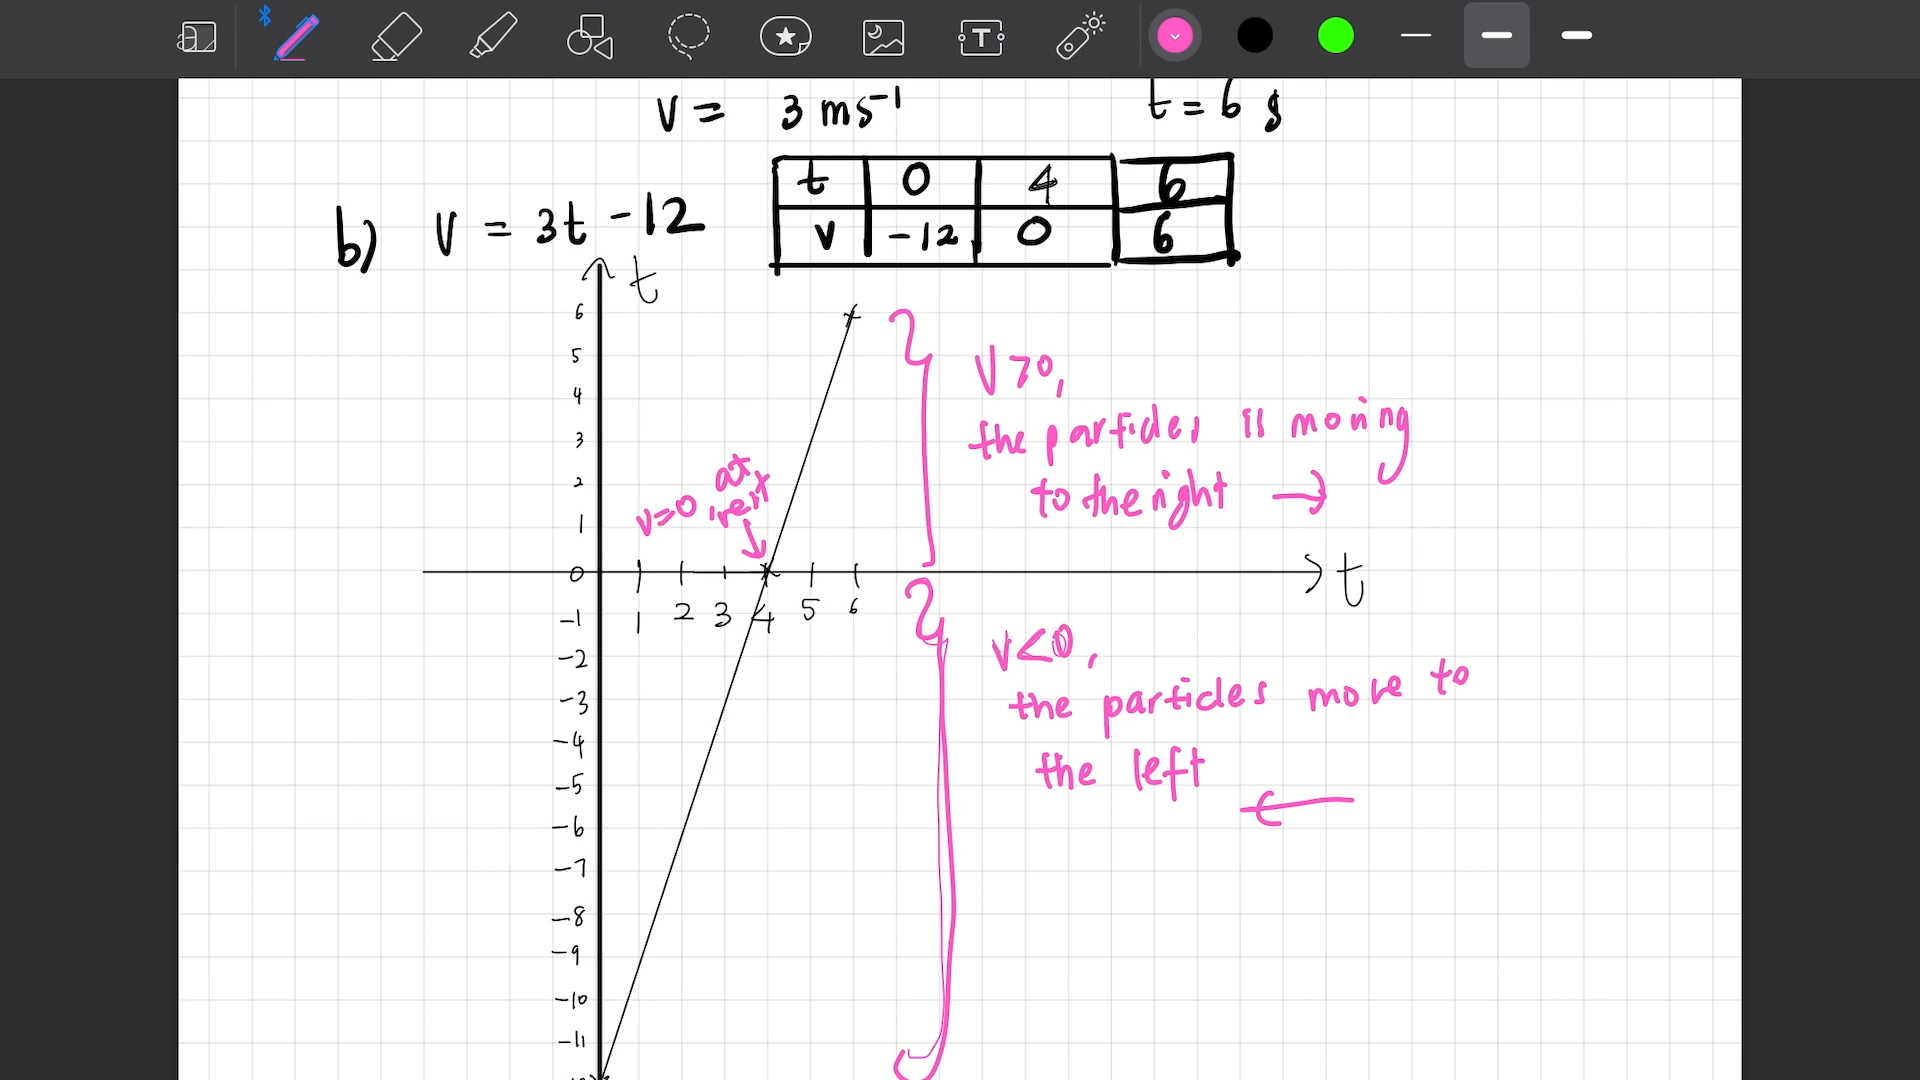 v = 3 ms⁻¹
t = 6 s
t 0 4 6
v -12 0 6
b) v = 3t - 12
t
6
5
4
3
2
1
0
-1
-2
-3
-4
-5
-6
-7
-8
-9
-10
-11
1 2 3 4 5 6
t
v=0, at
rest
V>0,
the particles is moving
to the right →
v<0,
the particles move to
the left
←
T